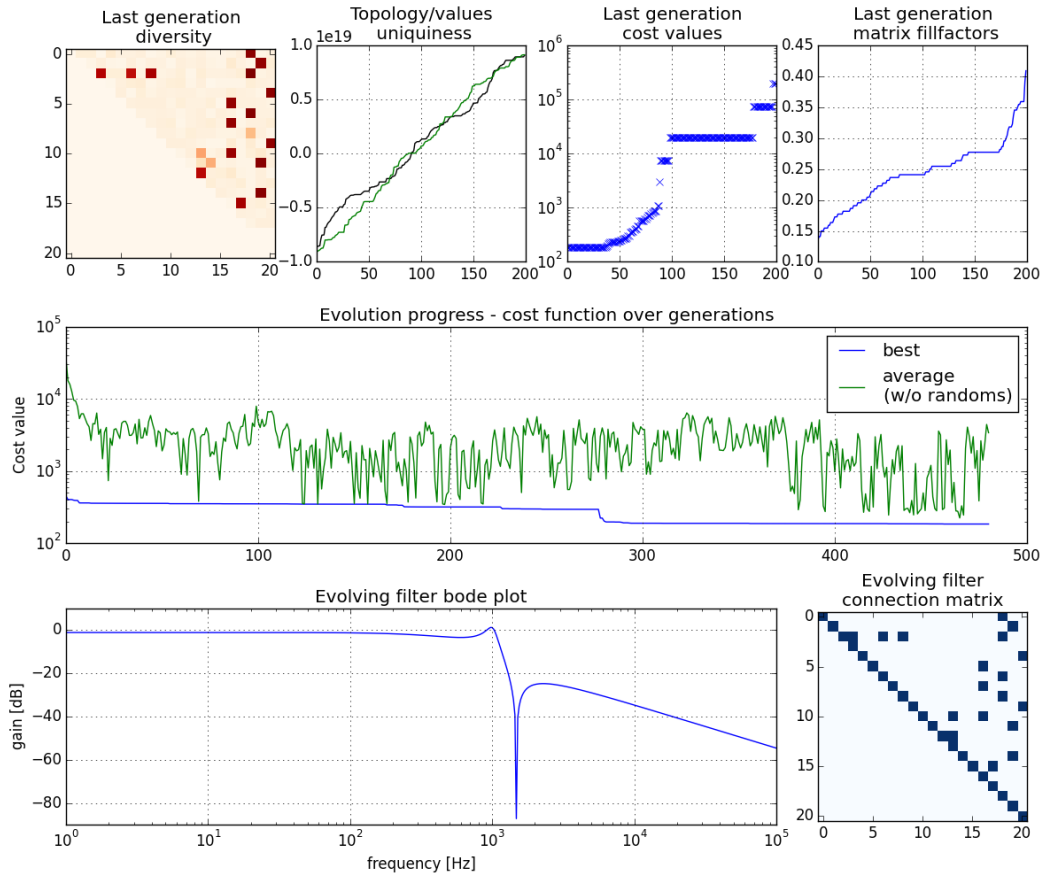 Last generation
diversity
Topology/values
uniquiness
Last generation
cost values
Last generation
matrix fillfactors
0
5
10
15
20
0 5 10 15 20
1.0 1e19
0.5
0.0
−0.5
−1.0
0 50 100 150 200
10^6
10^5
10^4
10^3
10^2
0 50 100 150 200
0.45
0.40
0.35
0.30
0.25
0.20
0.15
0.10
0 50 100 150 200
Evolution progress - cost function over generations
Cost value
10^5
10^4
10^3
10^2
0 100 200 300 400 500
best
average
(w/o randoms)
Evolving filter bode plot
gain [dB]
0
−20
−40
−60
−80
10^0 10^1 10^2 10^3 10^4 10^5
frequency [Hz]
Evolving filter
connection matrix
0
5
10
15
20
0 5 10 15 20